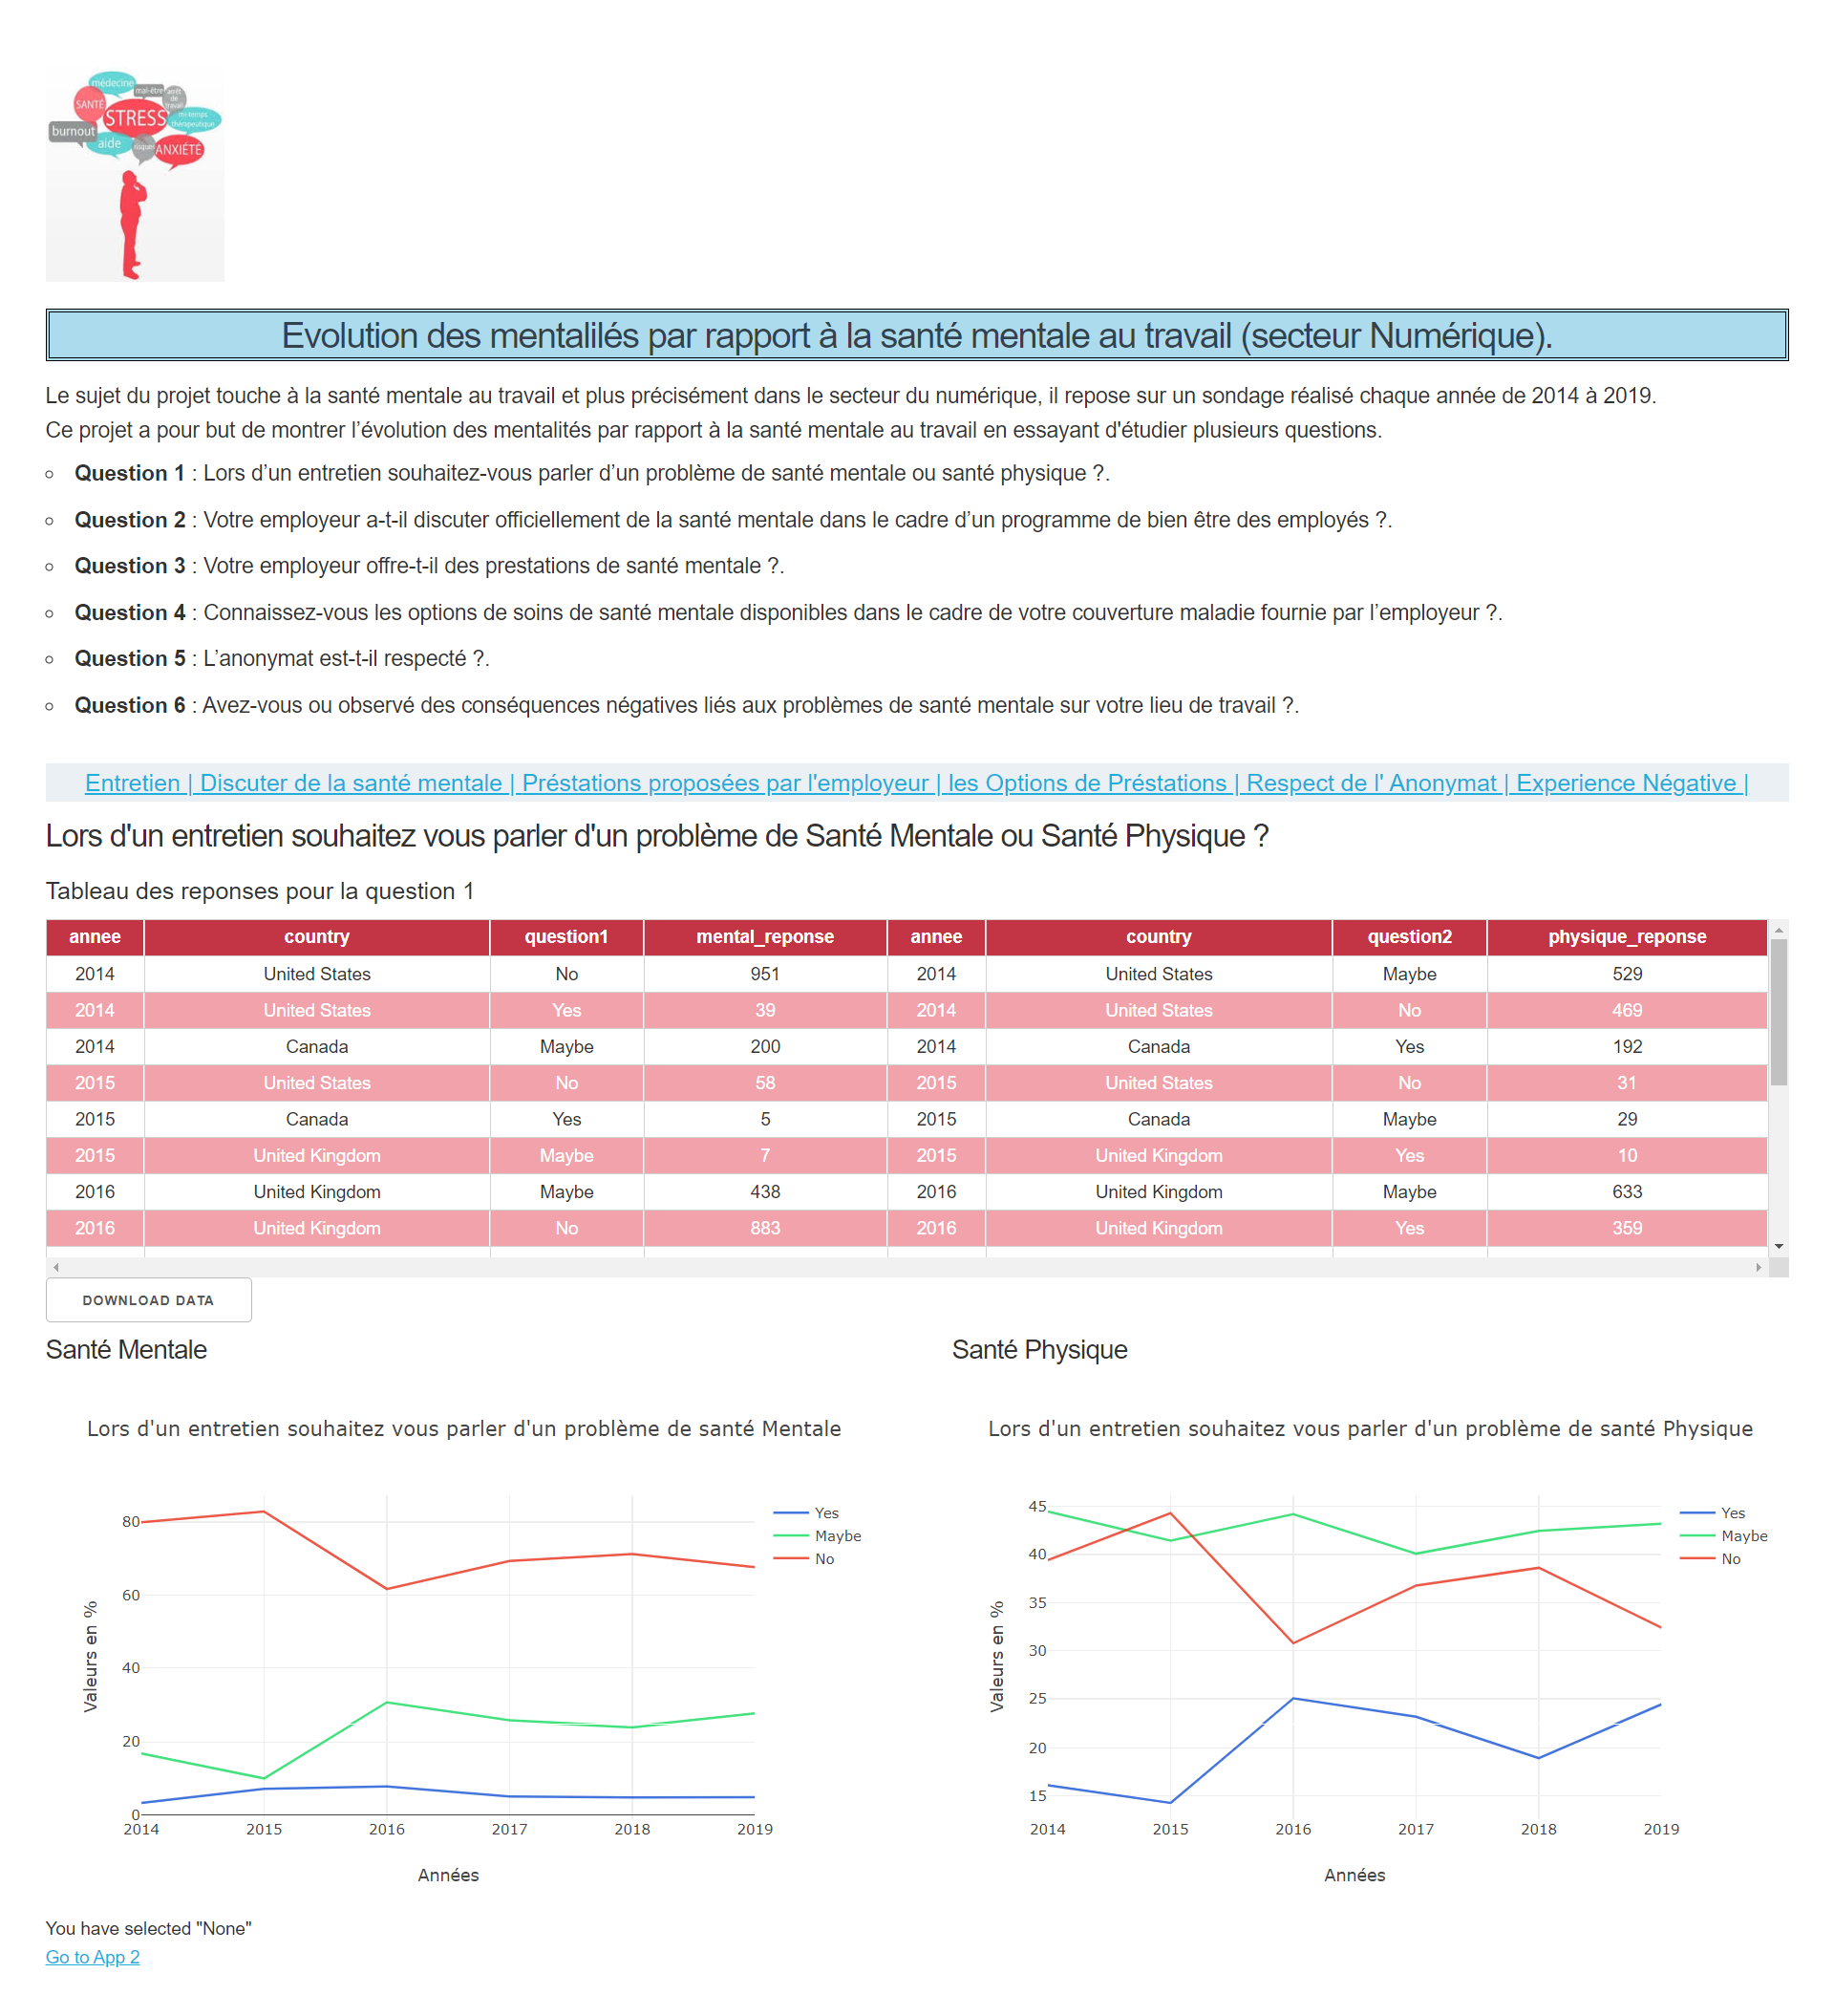 médecine
mal-être
arrêt de travail
SANTÉ
STRESS
mi-temps thérapeutique
burnout
aide
risques
ANXIÉTÉ
Evolution des mentalilés par rapport à la santé mentale au travail (secteur Numérique).
Le sujet du projet touche à la santé mentale au travail et plus précisément dans le secteur du numérique, il repose sur un sondage réalisé chaque année de 2014 à 2019.
Ce projet a pour but de montrer l’évolution des mentalités par rapport à la santé mentale au travail en essayant d'étudier plusieurs questions.
Question 1 : Lors d’un entretien souhaitez-vous parler d’un problème de santé mentale ou santé physique ?.
Question 2 : Votre employeur a-t-il discuter officiellement de la santé mentale dans le cadre d’un programme de bien être des employés ?.
Question 3 : Votre employeur offre-t-il des prestations de santé mentale ?.
Question 4 : Connaissez-vous les options de soins de santé mentale disponibles dans le cadre de votre couverture maladie fournie par l’employeur ?.
Question 5 : L’anonymat est-t-il respecté ?.
Question 6 : Avez-vous ou observé des conséquences négatives liés aux problèmes de santé mentale sur votre lieu de travail ?.
Entretien | Discuter de la santé mentale | Préstations proposées par l'employeur | les Options de Préstations | Respect de l' Anonymat | Experience Négative |
Lors d'un entretien souhaitez vous parler d'un problème de Santé Mentale ou Santé Physique ?
Tableau des reponses pour la question 1
annee country question1 mental_reponse annee country question2 physique_reponse
2014 United States No 951 2014 United States Maybe 529
2014 United States Yes 39 2014 United States No 469
2014 Canada Maybe 200 2014 Canada Yes 192
2015 United States No 58 2015 United States No 31
2015 Canada Yes 5 2015 Canada Maybe 29
2015 United Kingdom Maybe 7 2015 United Kingdom Yes 10
2016 United Kingdom Maybe 438 2016 United Kingdom Maybe 633
2016 United Kingdom No 883 2016 United Kingdom Yes 359
DOWNLOAD DATA
Santé Mentale
Lors d'un entretien souhaitez vous parler d'un problème de santé Mentale
Yes
Maybe
No
80
60
40
20
0
Valeurs en %
2014 2015 2016 2017 2018 2019
Années
Santé Physique
Lors d'un entretien souhaitez vous parler d'un problème de santé Physique
Yes
Maybe
No
45
40
35
30
25
20
15
Valeurs en %
2014 2015 2016 2017 2018 2019
Années
You have selected "None"
Go to App 2